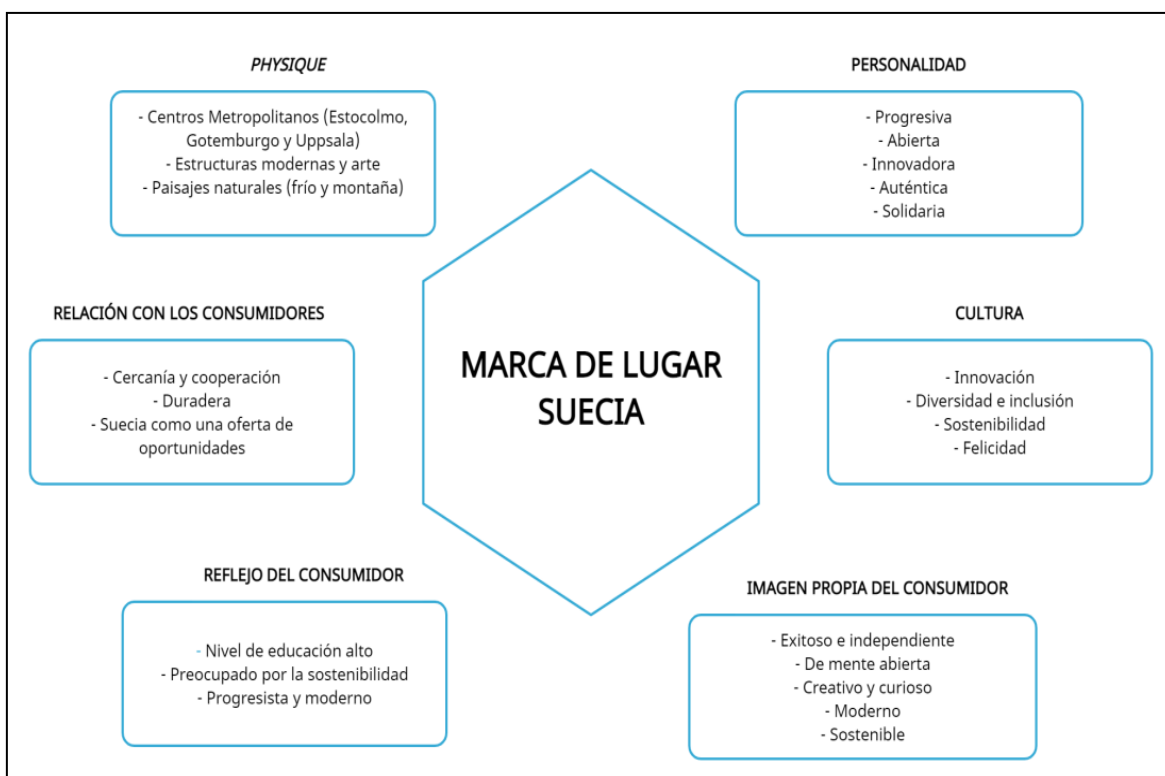 PHYSIQUE
- Centros Metropolitanos (Estocolmo,
Gotemburgo y Uppsala)
- Estructuras modernas y arte
- Paisajes naturales (frío y montaña)
PERSONALIDAD
- Progresiva
- Abierta
- Innovadora
- Auténtica
- Solidaria
RELACIÓN CON LOS CONSUMIDORES
- Cercanía y cooperación
- Duradera
- Suecia como una oferta de
oportunidades
MARCA DE LUGAR
SUECIA
CULTURA
- Innovación
- Diversidad e inclusión
- Sostenibilidad
- Felicidad
REFLEJO DEL CONSUMIDOR
- Nivel de educación alto
- Preocupado por la sostenibilidad
- Progresista y moderno
IMAGEN PROPIA DEL CONSUMIDOR
- Exitoso e independiente
- De mente abierta
- Creativo y curioso
- Moderno
- Sostenible